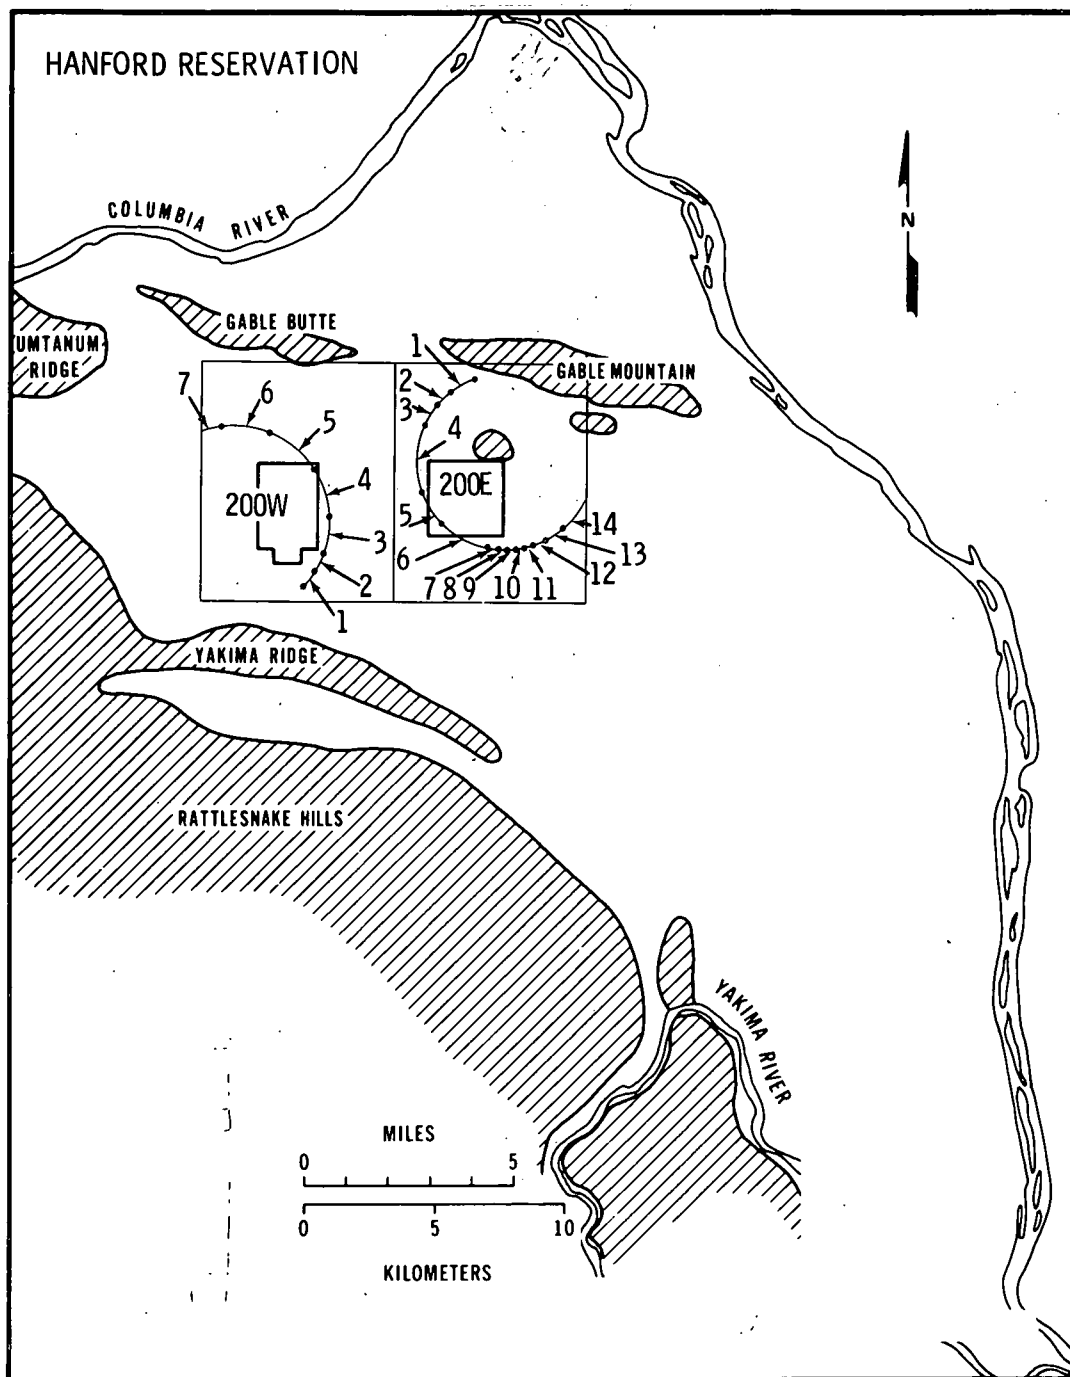 HANFORD RESERVATION
COLUMBIA RIVER
N
GABLE BUTTE
UMTANUM
RIDGE
GABLE MOUNTAIN
1
2
3
4
5
6
7
8
9
10
11
12
13
14
200E
7
6
5
4
3
2
1
200W
YAKIMA RIDGE
RATTLESNAKE HILLS
YAKIMA RIVER
MILES
0 5
0 5 10
KILOMETERS